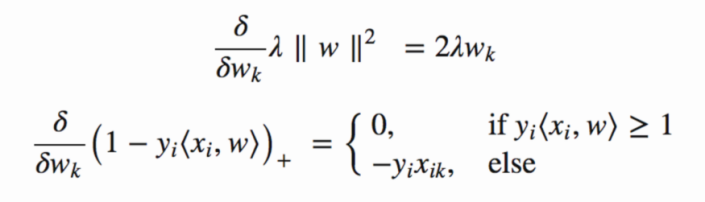 δ/δw_k λ ‖ w ‖² = 2λw_k
δ/δw_k (1 − y_i⟨x_i, w⟩)_+ = { 0, if y_i⟨x_i, w⟩ ≥ 1
−y_i x_ik, else